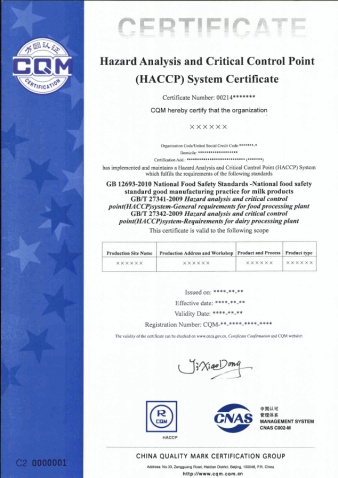 CERTIFICATE
方圆认证
CQM
CERTIFICATION
Hazard Analysis and Critical Control Point
(HACCP) System Certificate
Certificate Number: 00214*******
CQM hereby certify that the organization
××××××
Organization Code/United Social Credit Code:*******-*
Domicile: ******************
Certification Add.: ************************** (*******)
has implemented and maintains a Hazard Analysis and Critical Control Point (HACCP) System
which fulfills the requirements of the following standards
GB 12693-2010 National Food Safety Standards -National food safety
standard good manufacturing practice for milk products
GB/T 27341-2009 Hazard analysis and critical control
point(HACCP)system-General requirements for food processing plant
GB/T 27342-2009 Hazard analysis and critical control
point(HACCP)system-Requirements for dairy processing plant
This certificate is valid to the following scope
Production Site Name Production Address and Workshop Product and Process Product type
×××××× ×××××× ×××××× ××××××
Issued on: ****-**-**
Effective date: ****-**-**
Validity Date: ****-**-**
Registration Number: CQM-**-****-****-****
The validity of the certificate can be checked on www.cnca.gov.cn, Certificate Confirmation and CQM website
Ji XiaoDong
R
CQM
HACCP
CNAS
中国认可
管理体系
MANAGEMENT SYSTEM
CNAS C002-M
C2 0000001
CHINA QUALITY MARK CERTIFICATION GROUP
Address: No 33, Zengguang Road, Haidian District, Beijing, 100048, P.R. China
http://www.cqm.com.cn